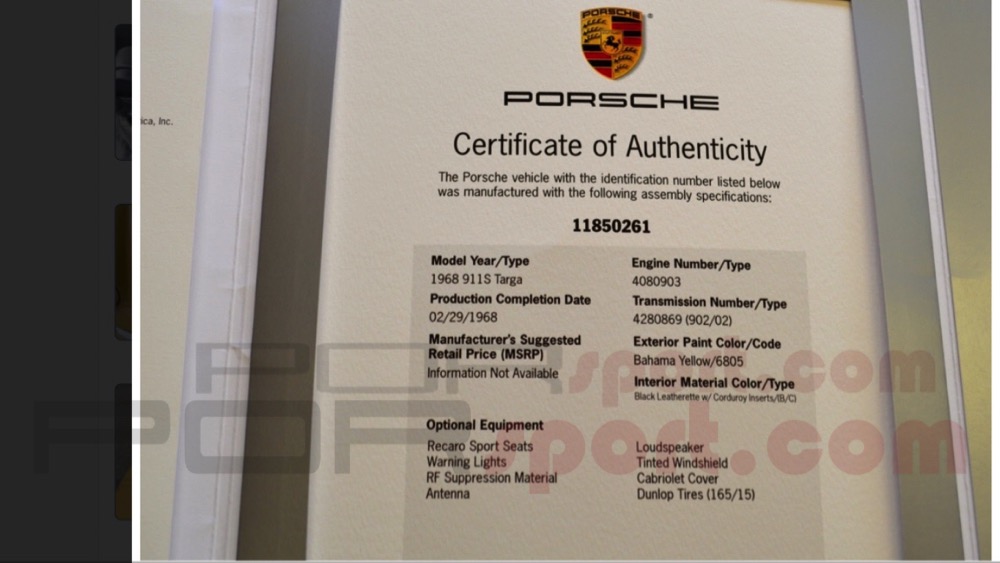 ica, Inc.
PORSCHE
PORSCHE
Certificate of Authenticity
The Porsche vehicle with the identification number listed below
was manufactured with the following assembly specifications:
11850261
Model Year/Type
1968 911S Targa
Production Completion Date
02/29/1968
Manufacturer's Suggested
Retail Price (MSRP)
Information Not Available
Engine Number/Type
4080903
Transmission Number/Type
4280869 (902/02)
Exterior Paint Color/Code
Bahama Yellow/6805
Interior Material Color/Type
Black Leatherette w/ Corduroy Inserts/(B/C)
Optional Equipment
Recaro Sport Seats
Warning Lights
RF Suppression Material
Antenna
Loudspeaker
Tinted Windshield
Cabriolet Cover
Dunlop Tires (165/15)
sport.com
sport.com